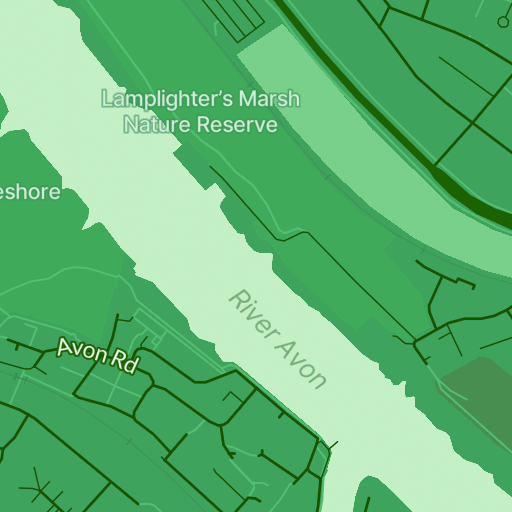 Lamplighter's Marsh
Nature Reserve
eshore
River Avon
Avon Rd